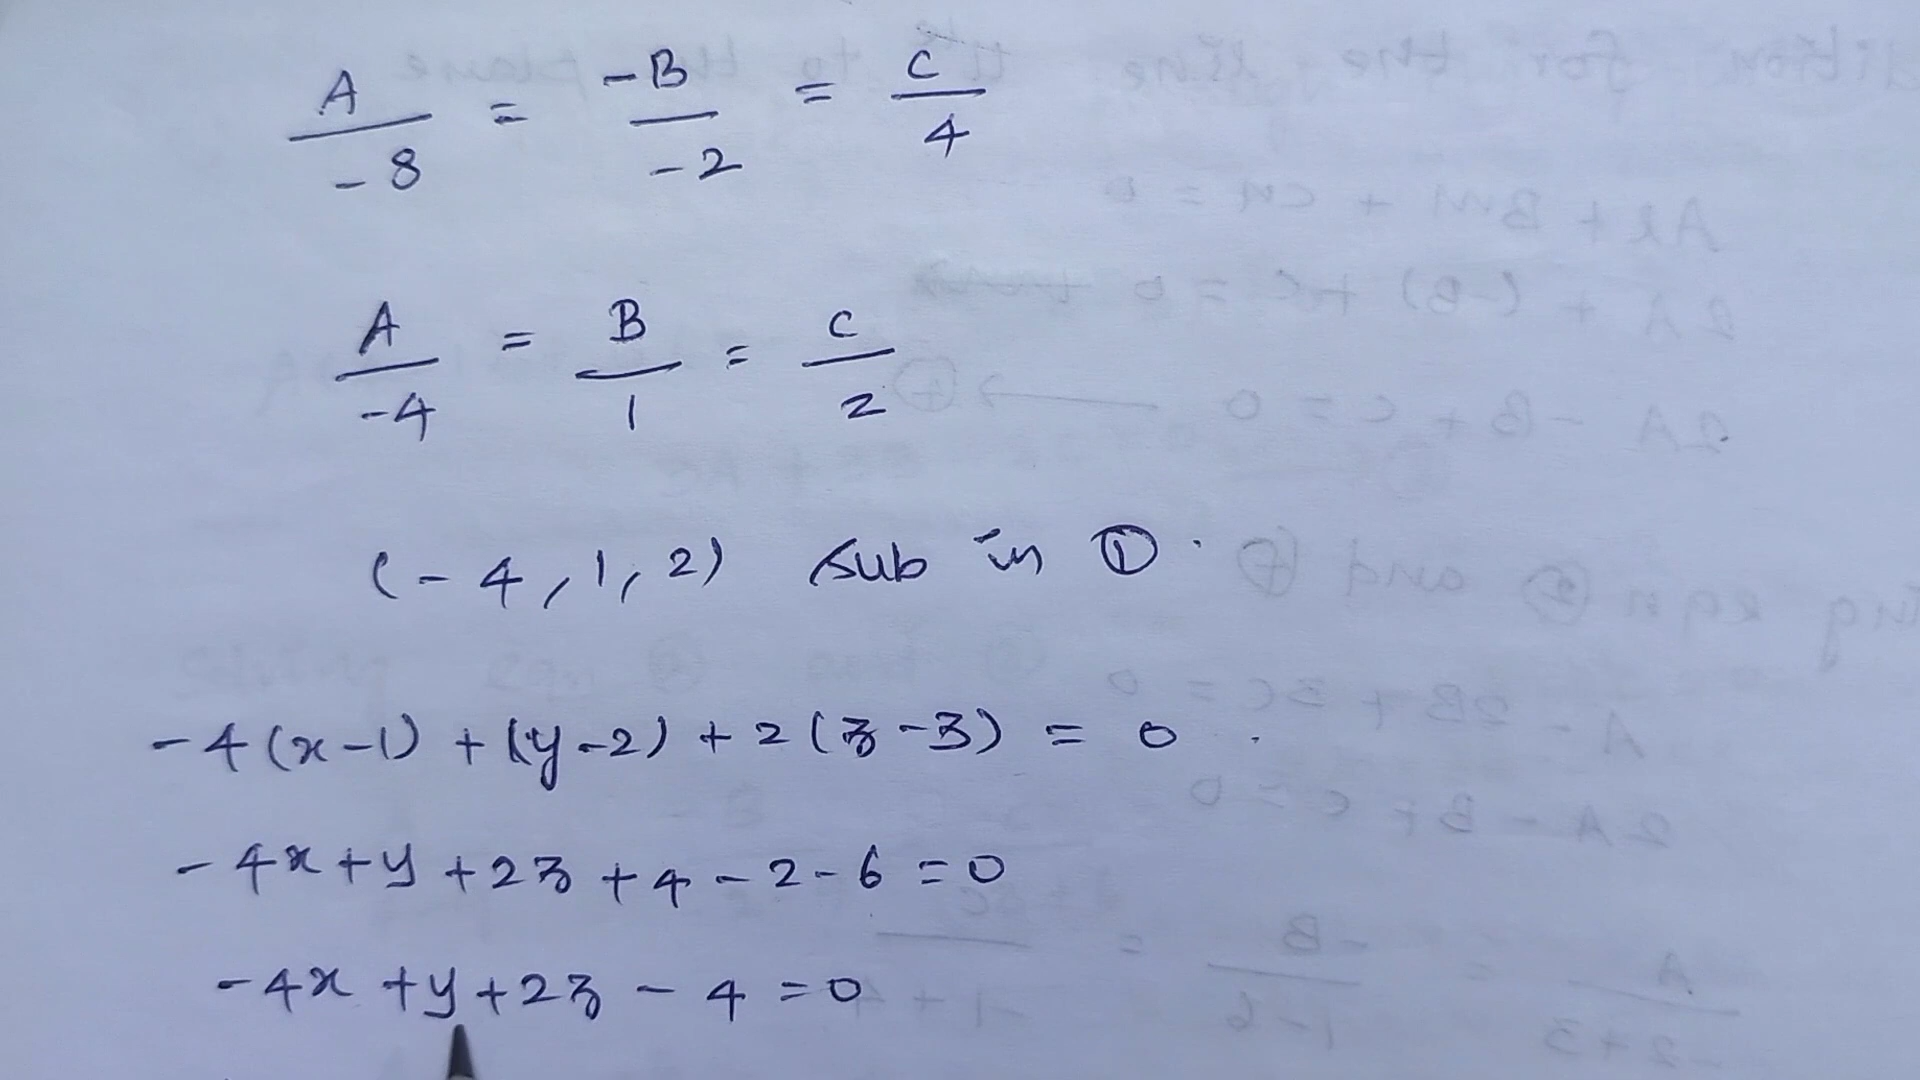 A/-8 = -B/-2 = C/4
A/-4 = B/1 = C/2
(-4, 1, 2) sub in ①.
-4(x-1) + (y-2) + 2(z-3) = 0.
-4x + y + 2z + 4 - 2 - 6 = 0
-4x + y + 2z - 4 = 0